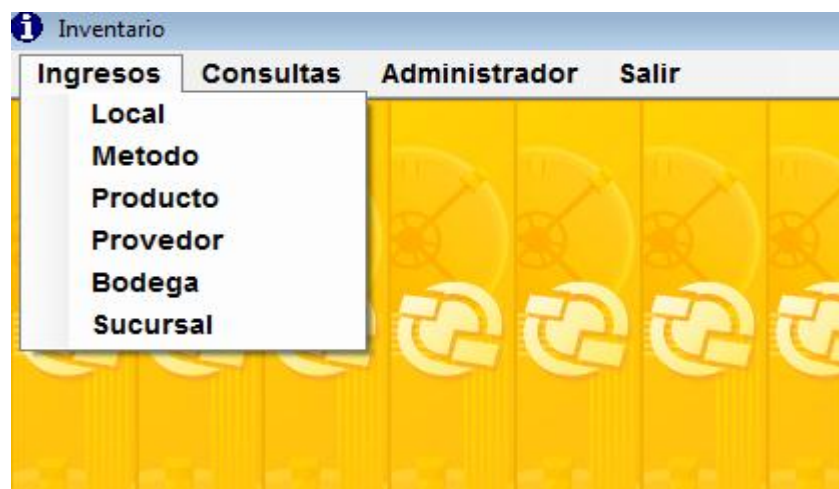 Inventario
Ingresos Consultas Administrador Salir
Local
Metodo
Producto
Provedor
Bodega
Sucursal